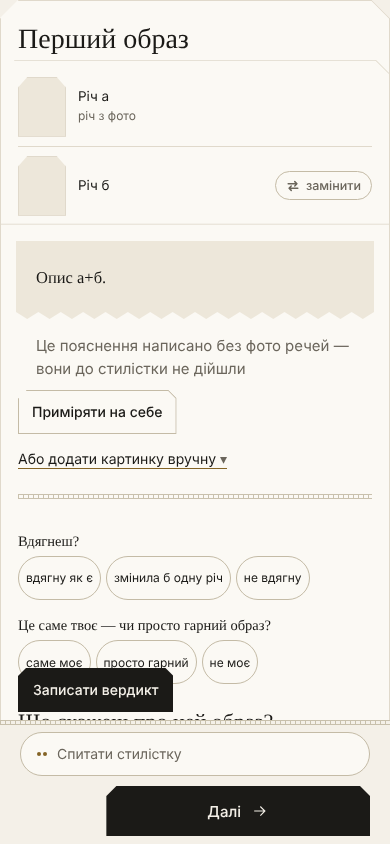 Перший образ
Річ а
річ з фото
Річ б
замінити
Опис а+б.
Це пояснення написано без фото речей —
вони до стилістки не дійшли
Приміряти на себе
Або додати картинку вручну ▾
Вдягнеш?
вдягну як є
змінила б одну річ
не вдягну
Це саме твоє — чи просто гарний образ?
саме моє
просто гарний
не моє
Записати вердикт
Спитати стилістку
Далі →